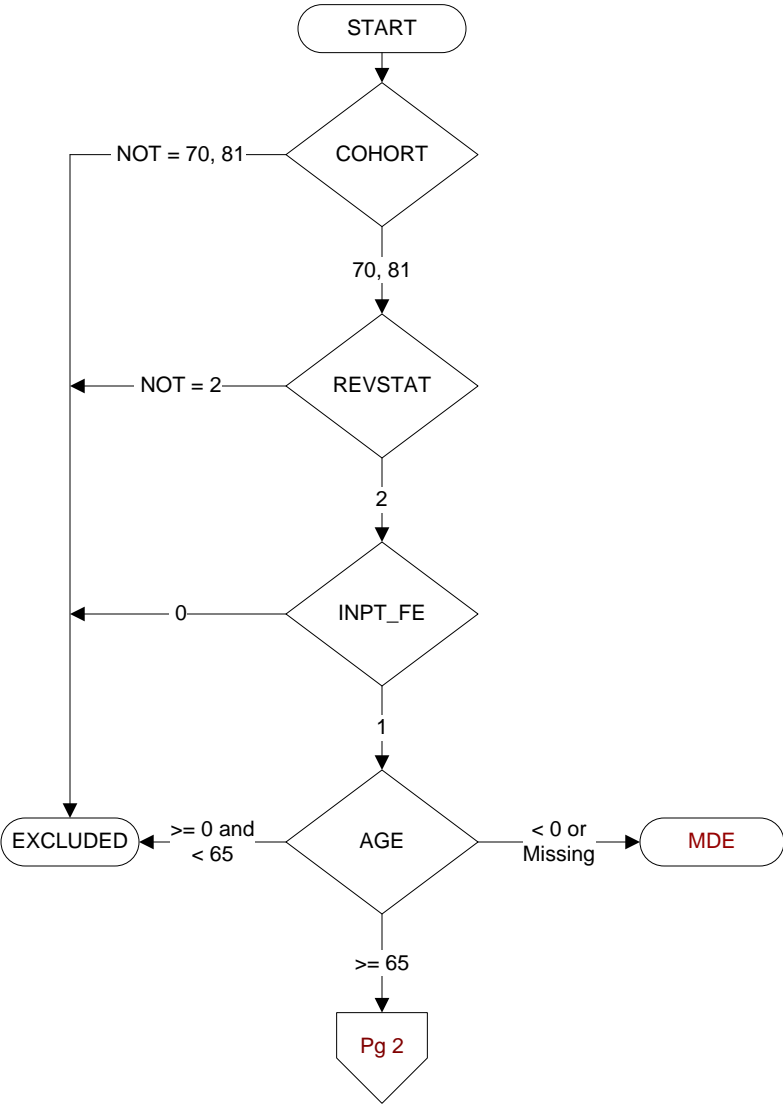 START
COHORT
NOT = 70, 81
70, 81
REVSTAT
NOT = 2
2
INPT_FE
0
1
AGE
EXCLUDED
>= 0 and
< 65
< 0 or
Missing
MDE
>= 65
Pg 2